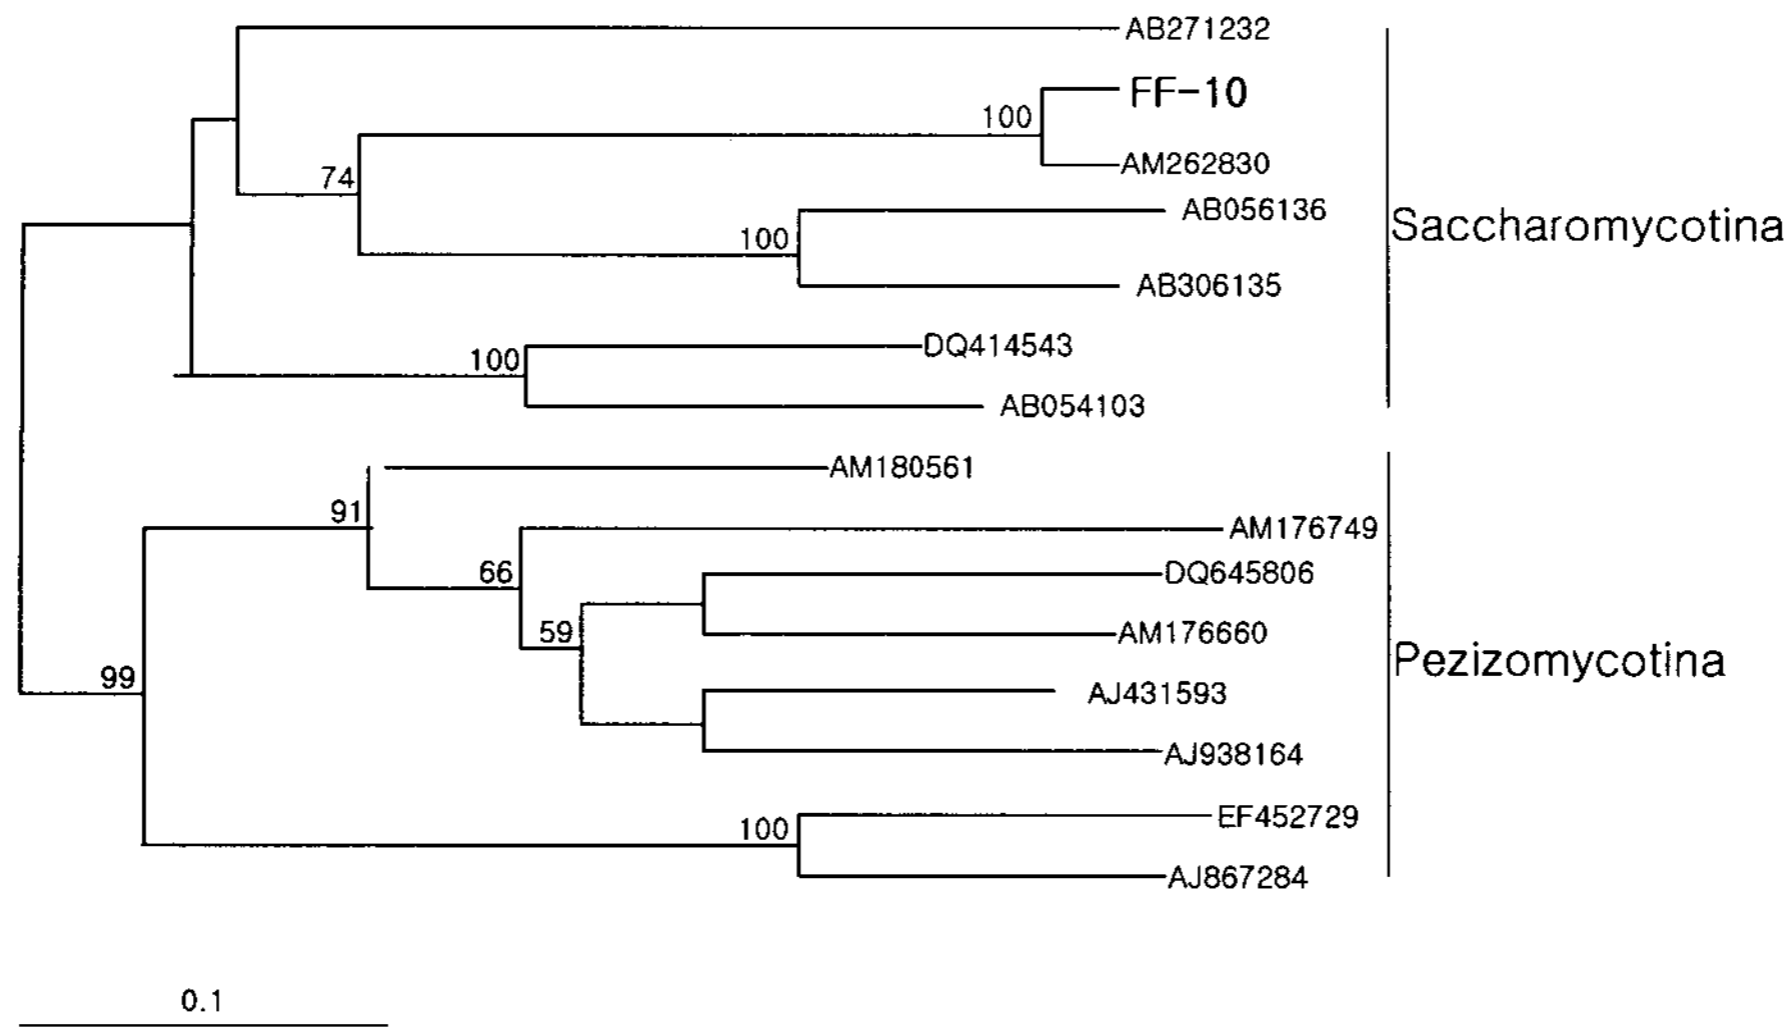 AB271232
FF-10
100
AM262830
74
AB056136
Saccharomycotina
100
AB306135
DQ414543
100
AB054103
AM180561
91
AM176749
66
DQ645806
59
AM176660
Pezizomycotina
99
AJ431593
AJ938164
EF452729
100
AJ867284
0.1